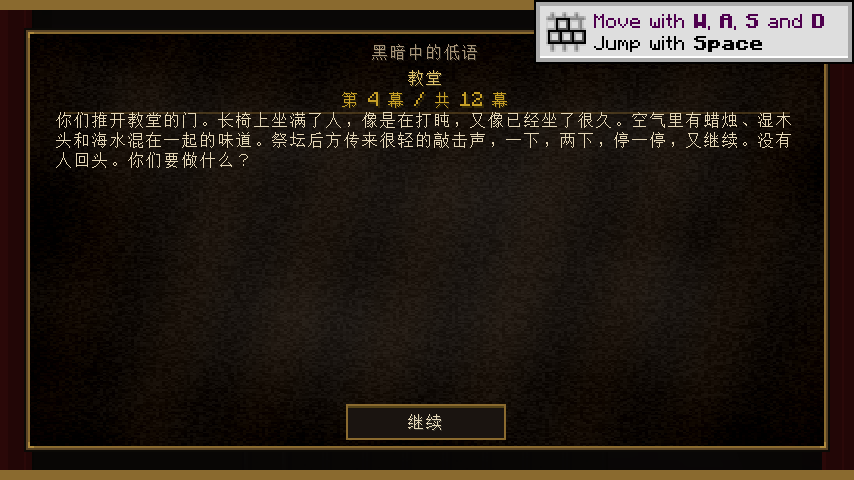 黑暗中的低语
教堂
第 4 幕 / 共 12 幕
你们推开教堂的门。长椅上坐满了人，像是在打盹，又像已经坐了很久。空气里有蜡烛、湿木
头和海水混在一起的味道。祭坛后方传来很轻的敲击声，一下，两下，停一停，又继续。没有
人回头。你们要做什么？
继续
Move with W, A, S and D
Jump with Space